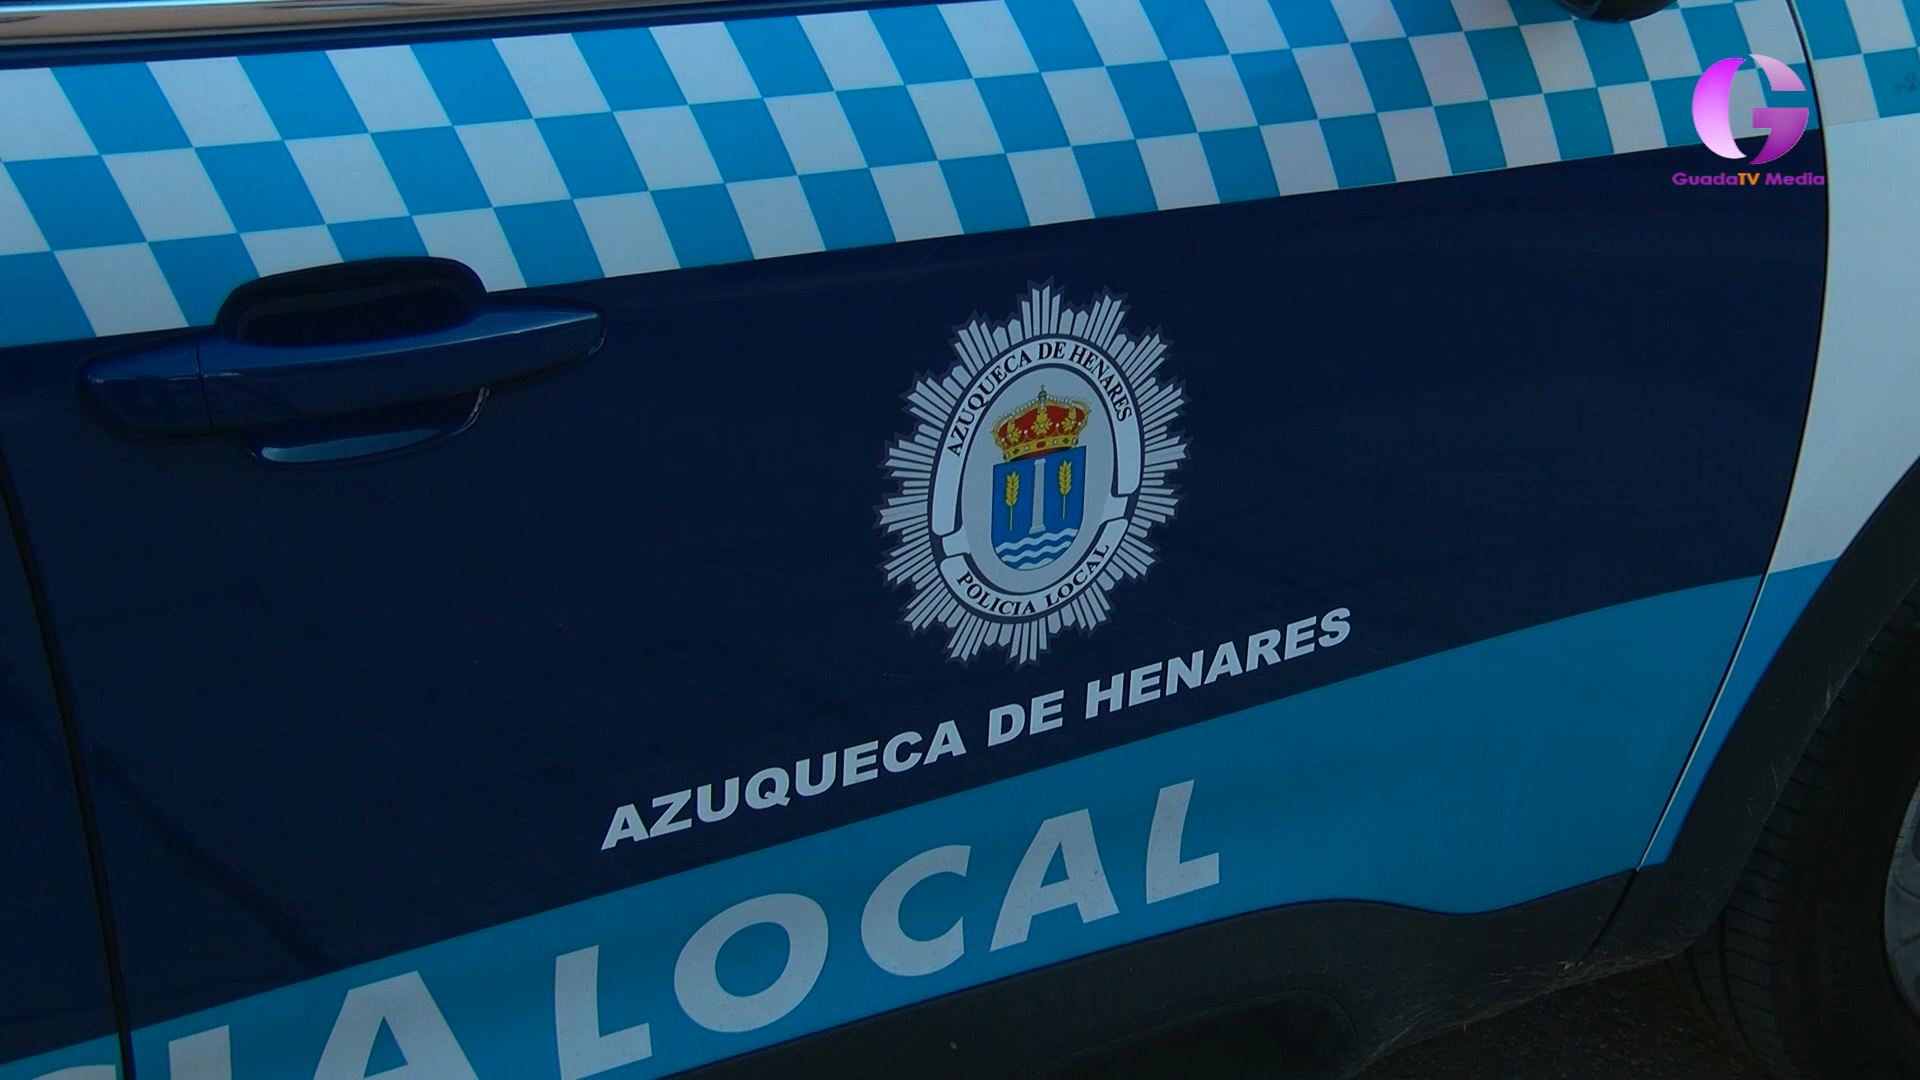 GuadaTV Media
AZUQUECA DE HENARES
POLICIA LOCAL
AZUQUECA DE HENARES
CIA LOCAL